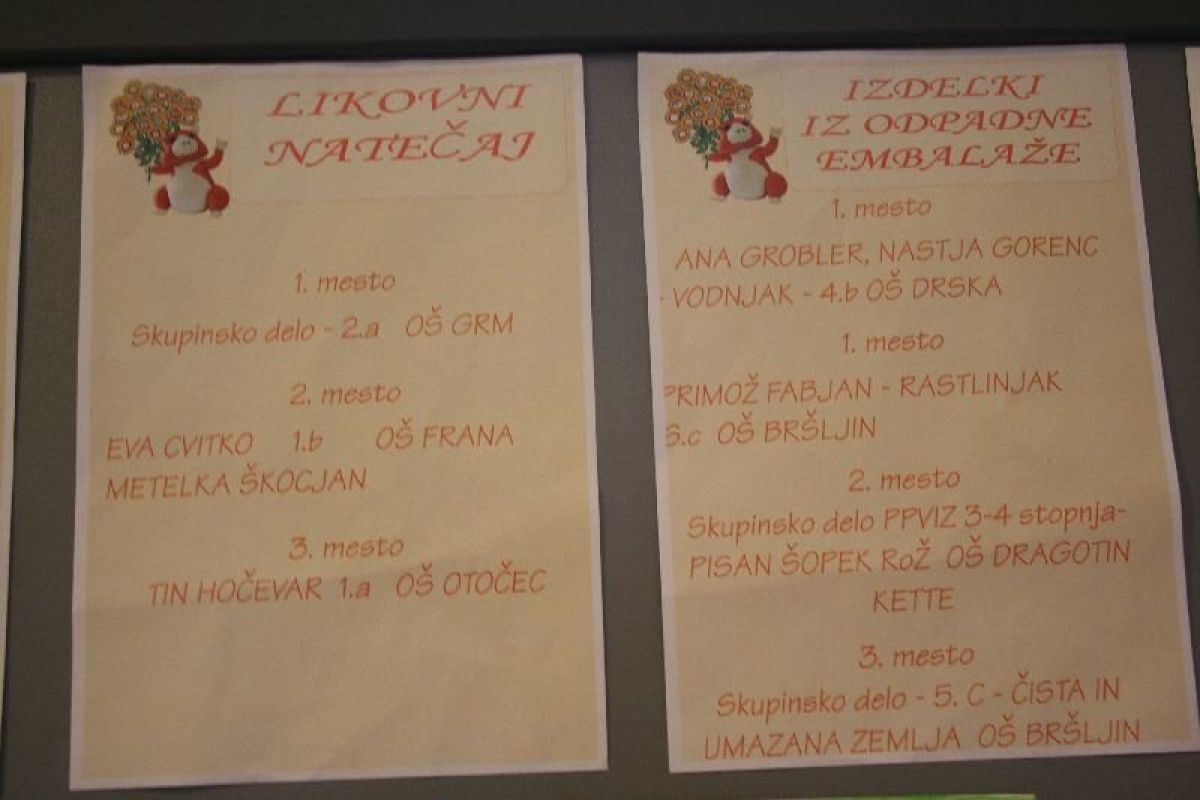 LIKOVNI
NATEČAJ
1. mesto
Skupinsko delo - 2.a OŠ GRM
2. mesto
EVA CVITKO 1.b OŠ FRANA
METELKA ŠKOCJAN
3. mesto
TIN HOČEVAR 1.a OŠ OTOČEC
IZDELKI
IZ ODPADNE
EMBALAŽE
1. mesto
ANA GROBLER, NASTJA GORENC
- VODNJAK - 4.b OŠ DRSKA
1. mesto
PRIMOŽ FABJAN - RASTLINJAK
OŠ BRŠLJIN
2. mesto
Skupinsko delo PPVIZ 3-4 stopnja-
PISAN ŠOPEK RoŽ OŠ DRAGOTIN
KETTE
3. mesto
Skupinsko delo - 5. C - ČISTA IN
UMAZANA ZEMLJA OŠ BRŠLJIN